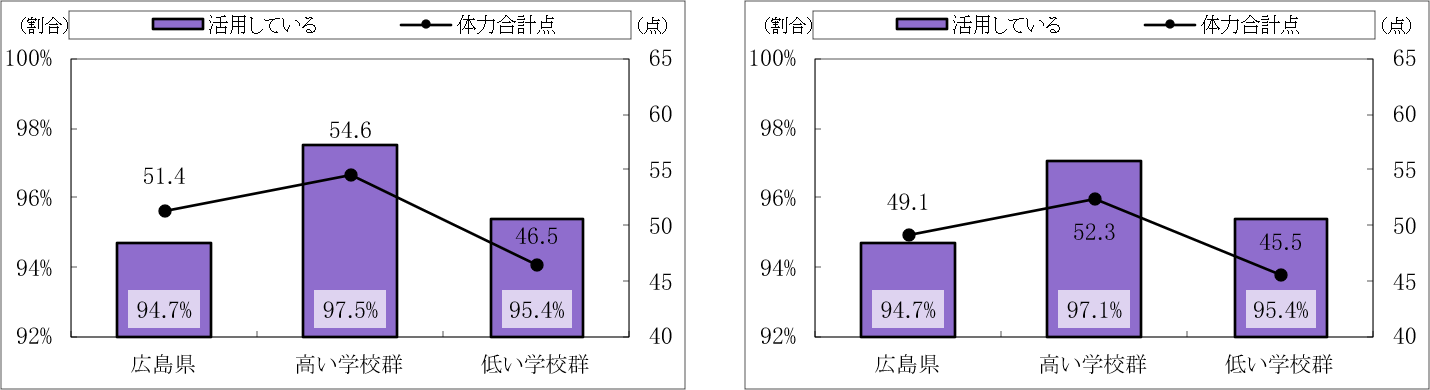 (割合) 活用している 体力合計点 (点)
100% 65
98% 60
96% 55
94% 50
92% 45
40
51.4 54.6 46.5
94.7% 97.5% 95.4%
広島県 高い学校群 低い学校群
(割合) 活用している 体力合計点 (点)
100% 65
98% 60
96% 55
94% 50
92% 45
40
49.1 52.3 45.5
94.7% 97.1% 95.4%
広島県 高い学校群 低い学校群